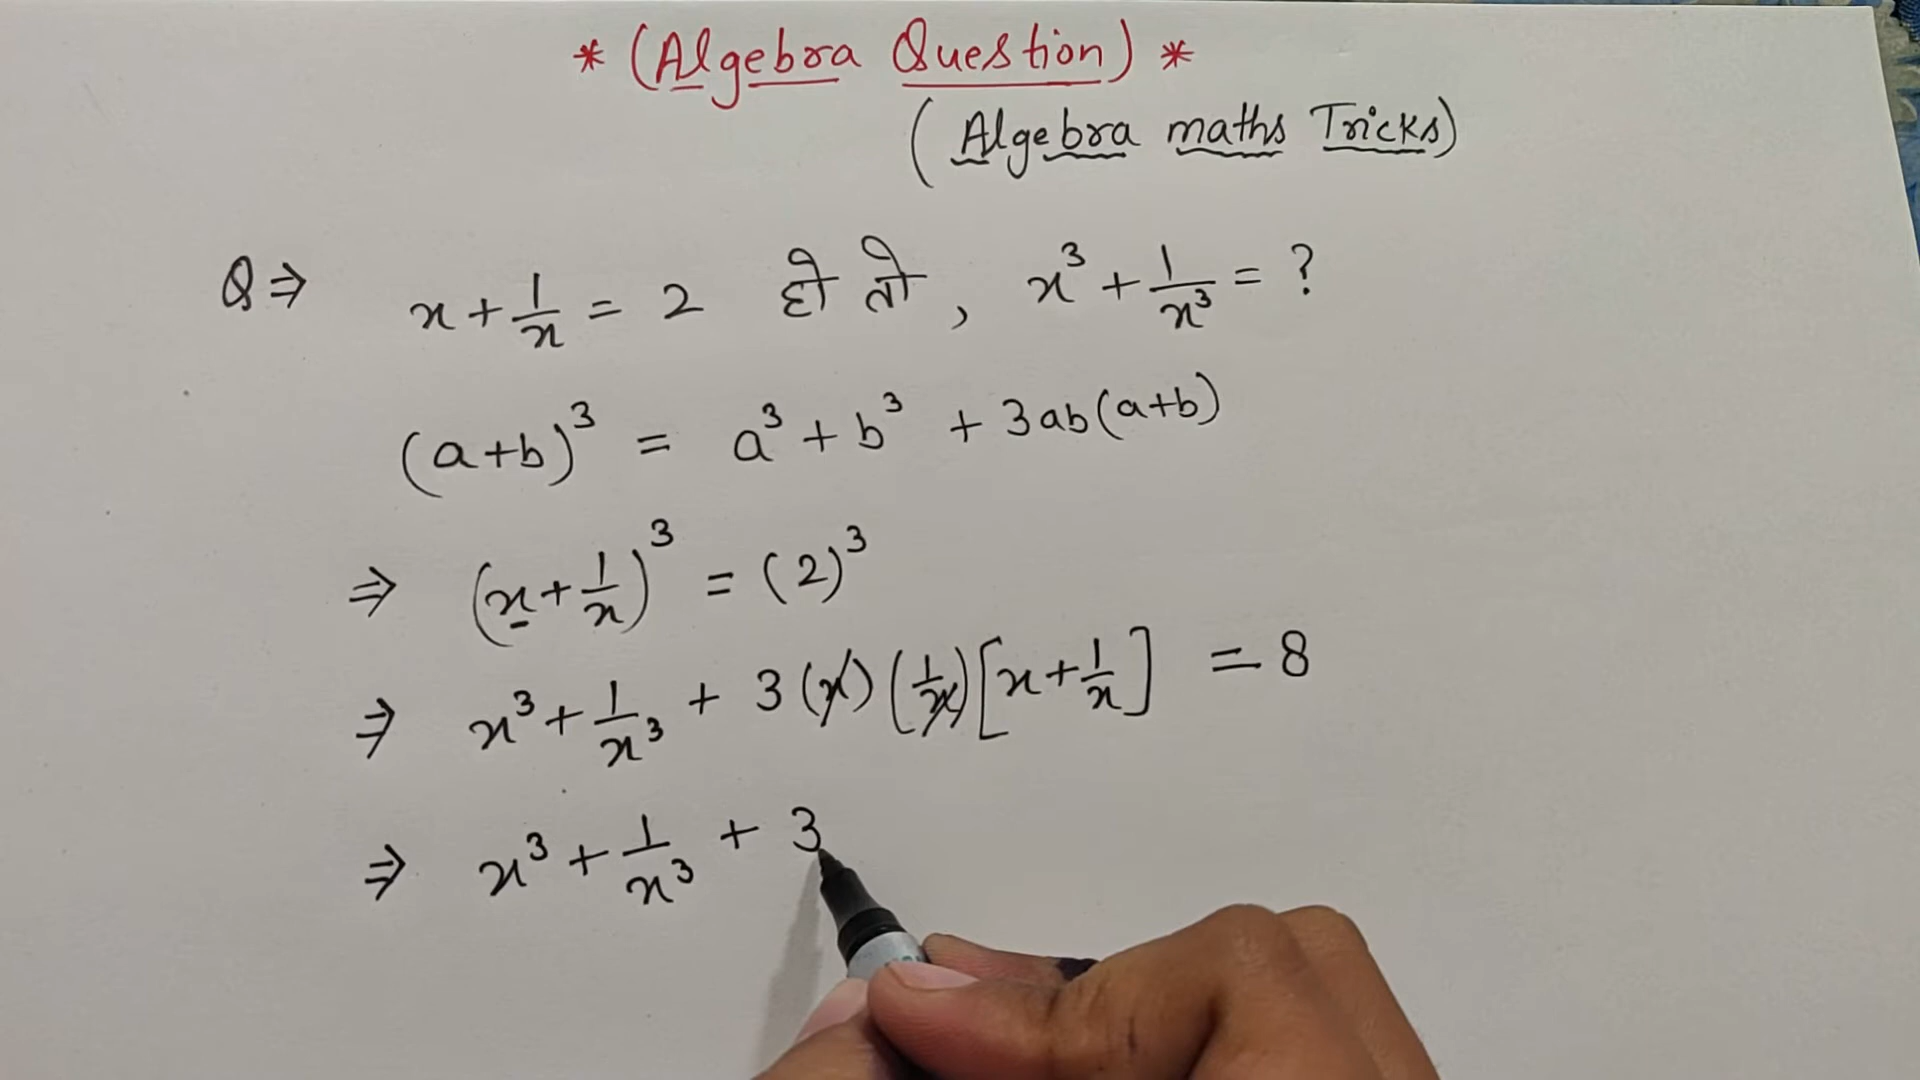 * (Algebra Question) *
(Algebra maths Tricks)
Q⇒ x + 1/x = 2 हो तो, x³ + 1/x³ = ?
(a+b)³ = a³ + b³ + 3ab(a+b)
⇒ (x + 1/x)³ = (2)³
⇒ x³ + 1/x³ + 3(x)(1/x)[x + 1/x] = 8
⇒ x³ + 1/x³ + 3